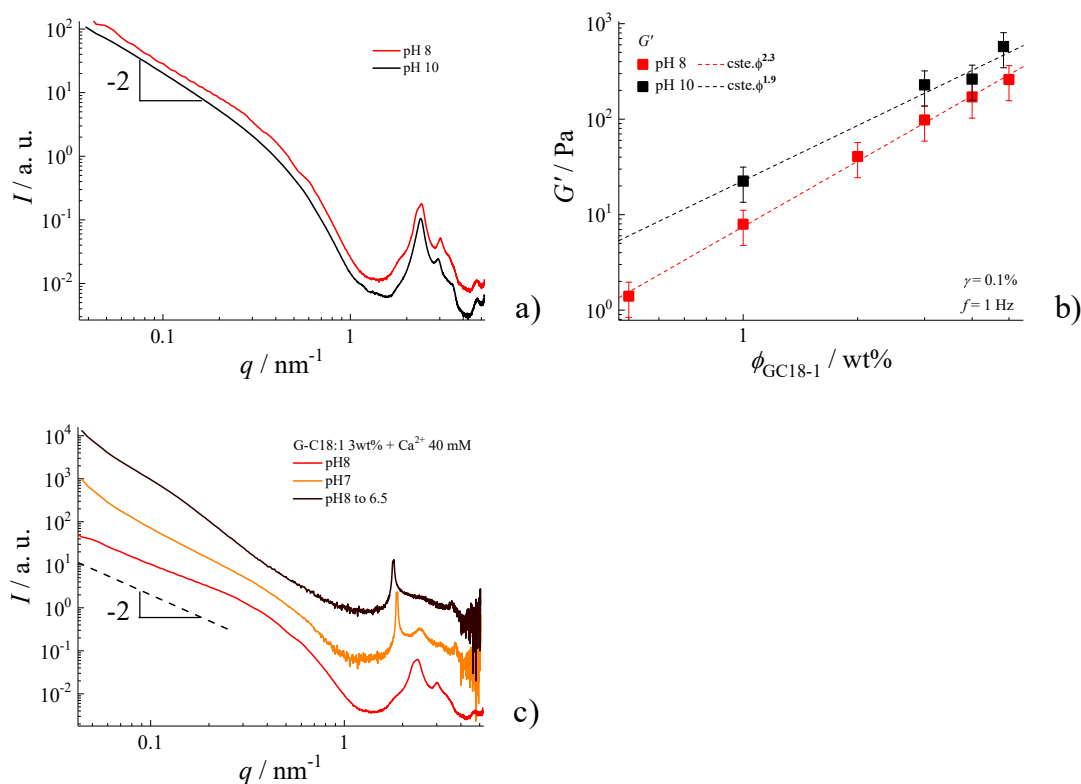 10²
10¹
10⁰
10⁻¹
10⁻²
I / a. u.
-2
pH 8
pH 10
0.1
1
q / nm⁻¹
a)
10³
10²
10¹
10⁰
G' / Pa
G'
pH 8 cste.ϕ²·³
pH 10 cste.ϕ¹·⁹
γ = 0.1%
f = 1 Hz
1
ϕGC18-1 / wt%
b)
10⁴
10³
10²
10¹
10⁰
10⁻¹
10⁻²
I / a. u.
-2
G-C18:1 3wt% + Ca²⁺ 40 mM
pH8
pH7
pH8 to 6.5
0.1
1
q / nm⁻¹
c)